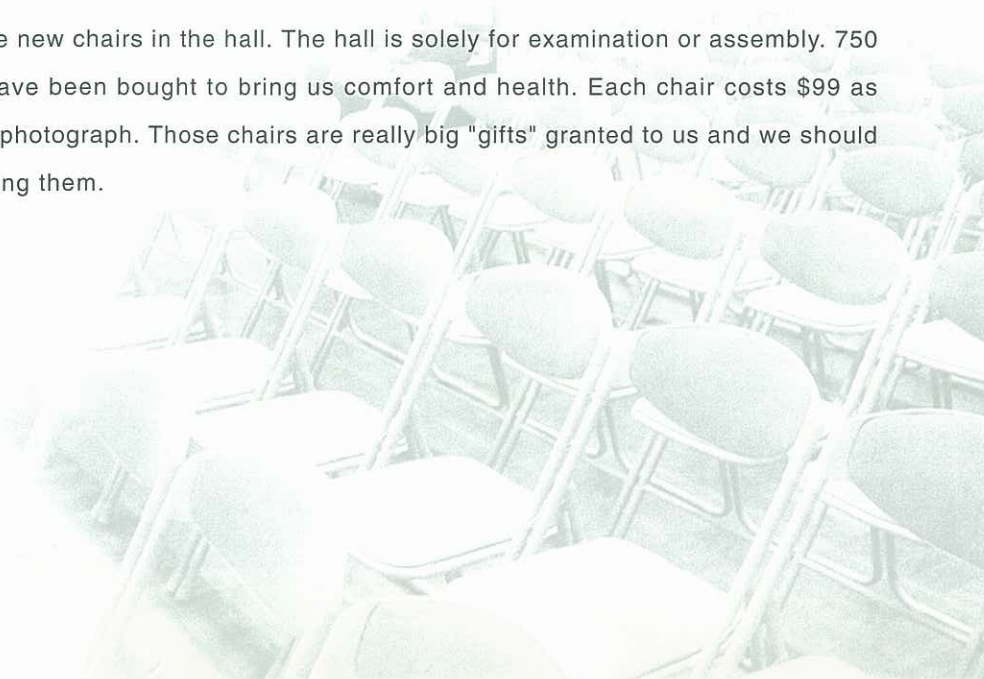 new chairs in the hall. The hall is solely for examination or assembly. 750
been bought to bring us comfort and health. Each chair costs $99 as
photograph. Those chairs are really big "gifts" granted to us and we should
them.